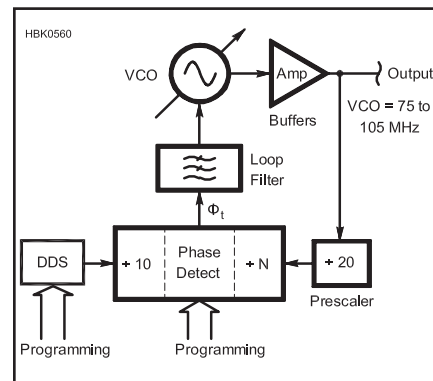 HBK0560
VCO
Amp
Buffers
Output
VCO = 75 to
105 MHz
Loop
Filter
Φt
DDS
÷ 10
Phase
Detect
÷ N
÷ 20
Prescaler
Programming
Programming